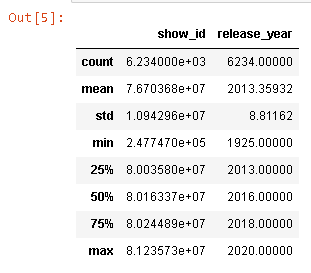 Out[5]:
show_id release_year
count 6.234000e+03 6234.00000
mean 7.670368e+07 2013.35932
std 1.094296e+07 8.81162
min 2.477470e+05 1925.00000
25% 8.003580e+07 2013.00000
50% 8.016337e+07 2016.00000
75% 8.024489e+07 2018.00000
max 8.123573e+07 2020.00000